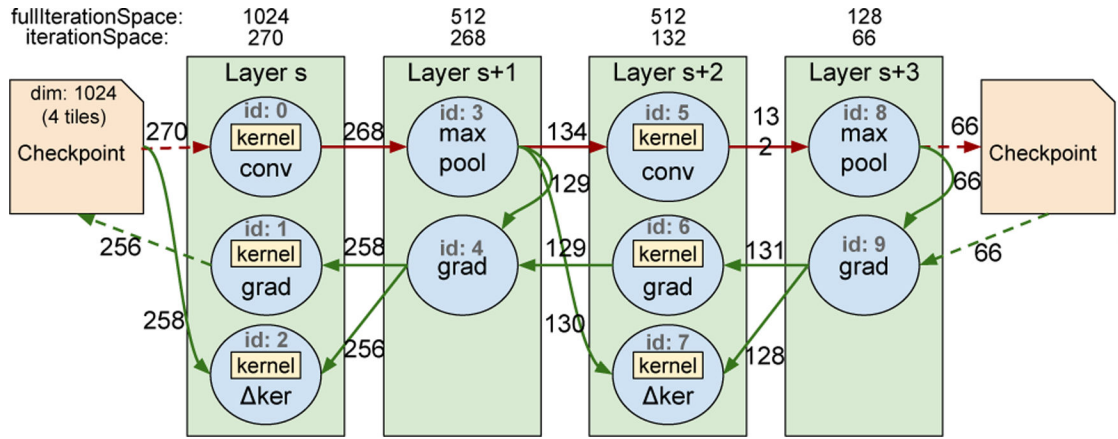 fullIterationSpace: 1024 512 512 128
iterationSpace: 270 268 132 66
Layer s Layer s+1 Layer s+2 Layer s+3
dim: 1024
(4 tiles)
Checkpoint
270
id: 0
kernel
conv
268
id: 3
max
pool
134
129
id: 5
kernel
conv
13
2
id: 8
max
pool
66
66
Checkpoint
256
id: 1
kernel
grad
258
id: 4
grad
129
id: 6
kernel
grad
131
id: 9
grad
66
258
id: 2
kernel
Δker
256
130
id: 7
kernel
Δker
128